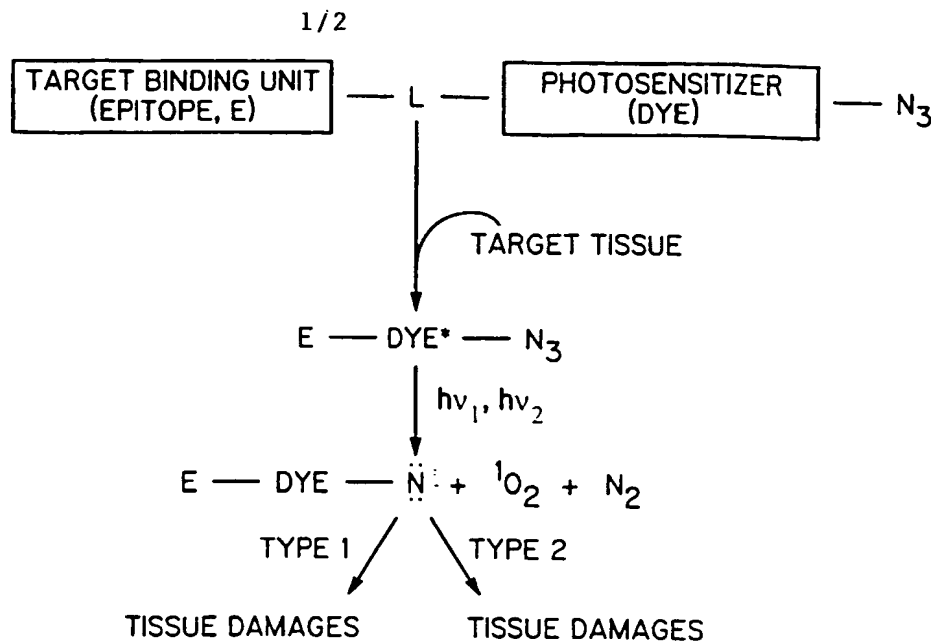 1/2
TARGET BINDING UNIT
(EPITOPE, E)
— L —
PHOTOSENSITIZER
(DYE)
— N₃
TARGET TISSUE
E — DYE* — N₃
hν₁, hν₂
E — DYE — N̈ + ¹O₂ + N₂
TYPE 1
TYPE 2
TISSUE DAMAGES
TISSUE DAMAGES